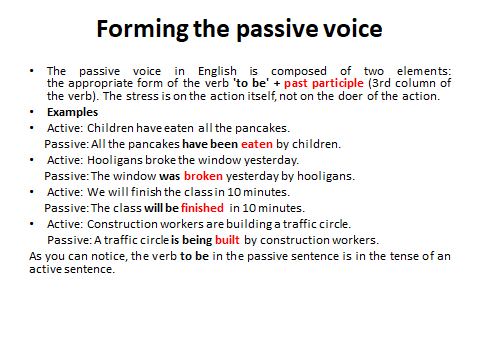 Forming the passive voice
• The passive voice in English is composed of two elements:
the appropriate form of the verb 'to be' + past participle (3rd column of
the verb). The stress is on the action itself, not on the doer of the action.
• Examples
• Active: Children have eaten all the pancakes.
Passive: All the pancakes have been eaten by children.
• Active: Hooligans broke the window yesterday.
Passive: The window was broken yesterday by hooligans.
• Active: We will finish the class in 10 minutes.
Passive: The class will be finished in 10 minutes.
• Active: Construction workers are building a traffic circle.
Passive: A traffic circle is being built by construction workers.
As you can notice, the verb to be in the passive sentence is in the tense of an
active sentence.